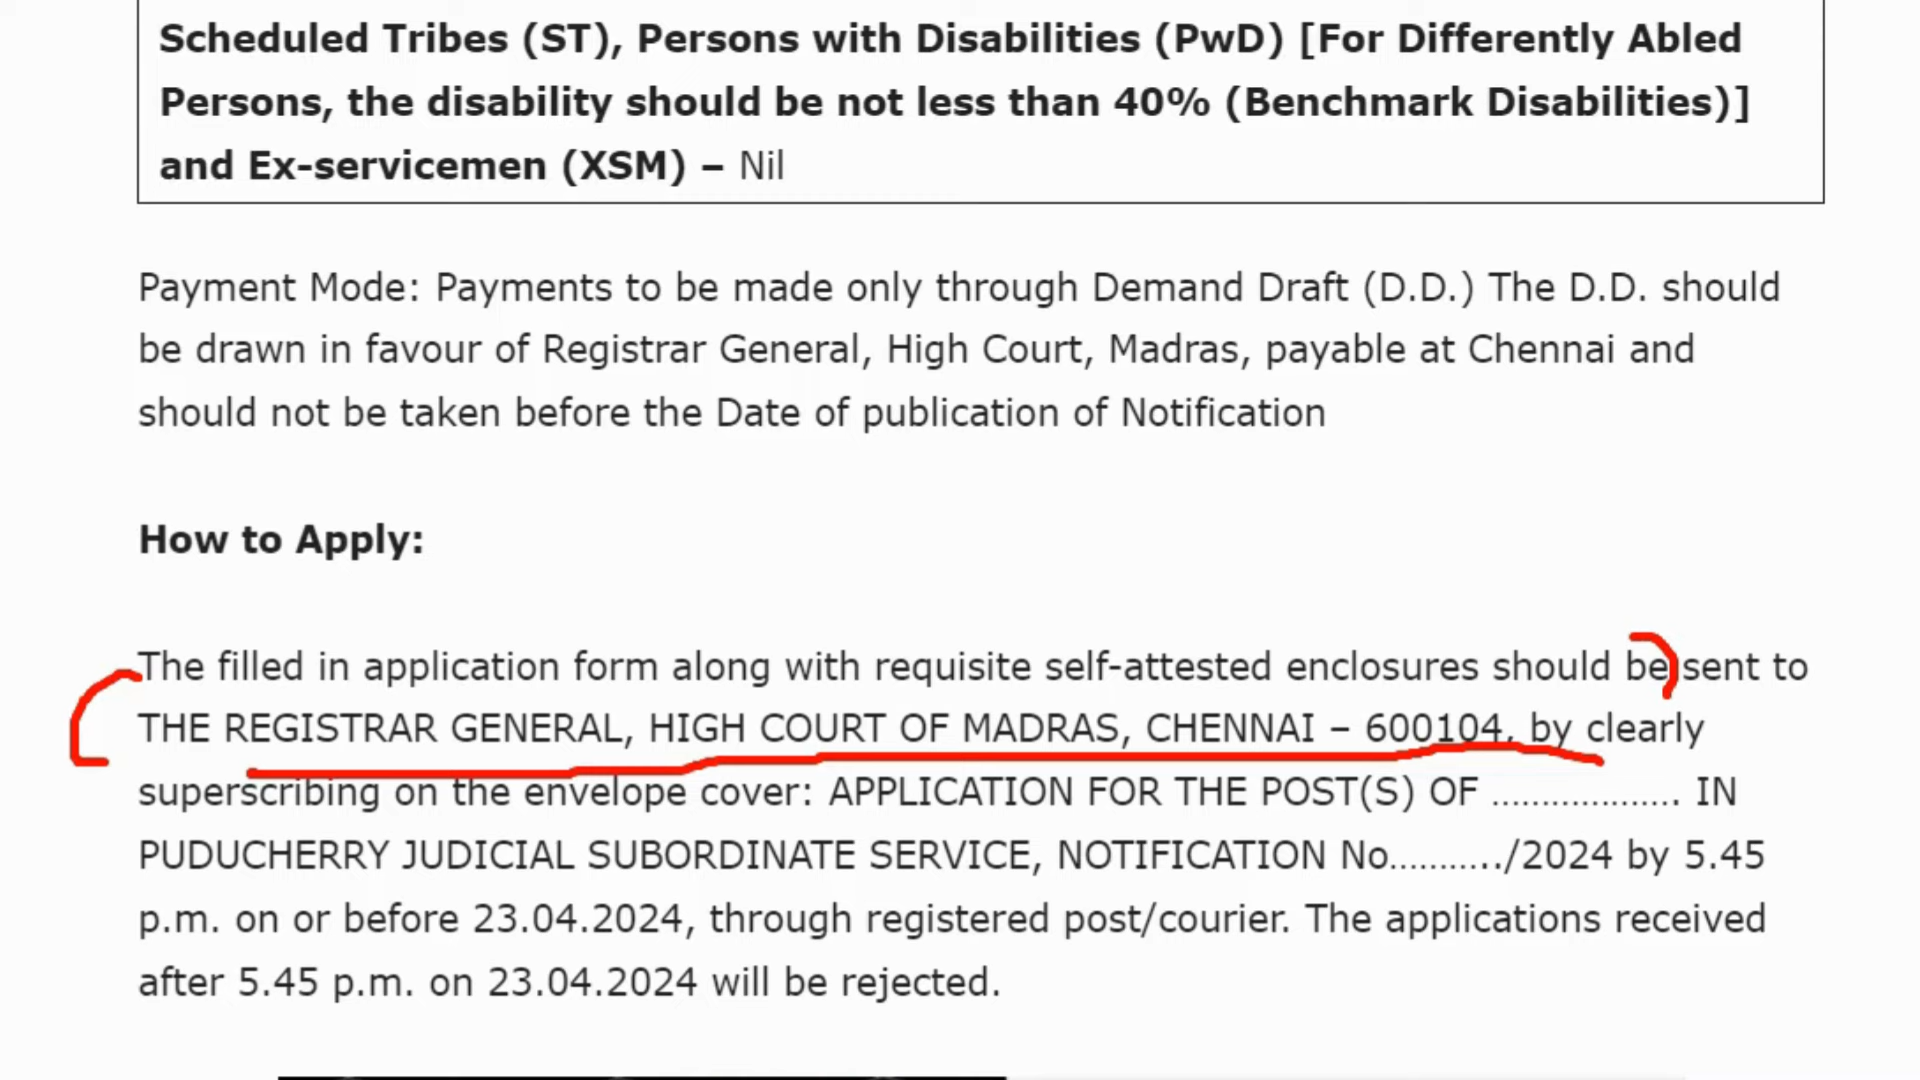 Scheduled Tribes (ST), Persons with Disabilities (PwD) [For Differently Abled
Persons, the disability should be not less than 40% (Benchmark Disabilities)]
and Ex-servicemen (XSM) – Nil
Payment Mode: Payments to be made only through Demand Draft (D.D.) The D.D. should
be drawn in favour of Registrar General, High Court, Madras, payable at Chennai and
should not be taken before the Date of publication of Notification
How to Apply:
The filled in application form along with requisite self-attested enclosures should be sent to
THE REGISTRAR GENERAL, HIGH COURT OF MADRAS, CHENNAI – 600104, by clearly
superscribing on the envelope cover: APPLICATION FOR THE POST(S) OF ………………. IN
PUDUCHERRY JUDICIAL SUBORDINATE SERVICE, NOTIFICATION No………../2024 by 5.45
p.m. on or before 23.04.2024, through registered post/courier. The applications received
after 5.45 p.m. on 23.04.2024 will be rejected.